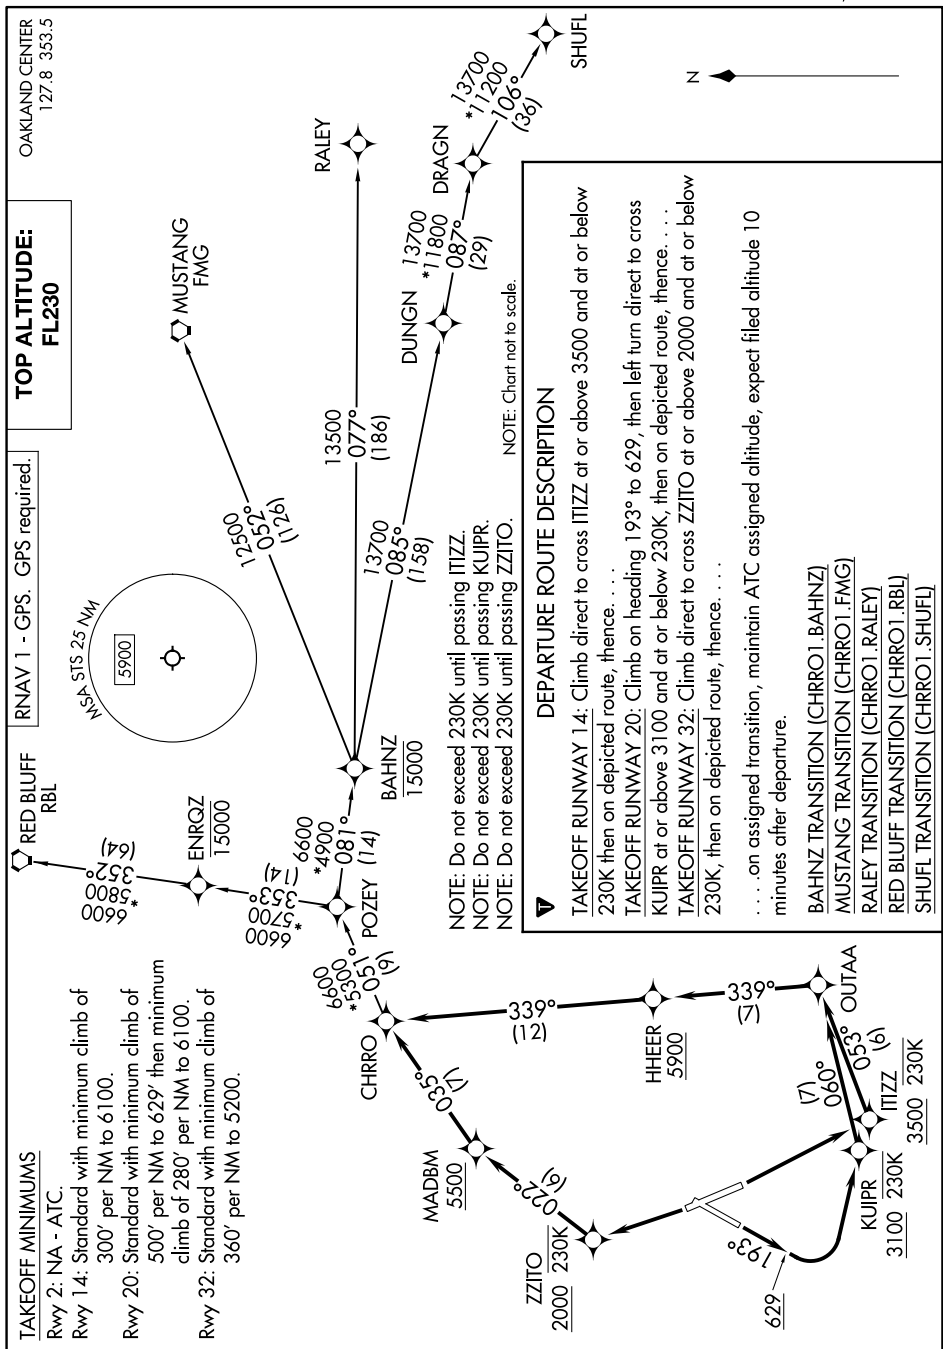 TAKEOFF MINIMUMS
Rwy 2: NA - ATC.
Rwy 14: Standard with minimum climb of
300' per NM to 6100.
Rwy 20: Standard with minimum climb of
500' per NM to 629' then minimum
climb of 280' per NM to 6100.
Rwy 32: Standard with minimum climb of
360' per NM to 5200.
RNAV 1 - GPS. GPS required.
TOP ALTITUDE:
FL230
OAKLAND CENTER
127.8 353.5
RED BLUFF
RBL
6600
*5800
352°
(64)
ENRQZ
15000
6600
*5700
353°
(14)
POZEY
6600
*5300
051°
(9)
CHRRO
6600
*4900
081°
(14)
BAHNZ
15000
MSA STS 25 NM
5900
12500
052°
(126)
MUSTANG
FMG
13500
077°
(186)
RALEY
13700
085°
(158)
DUNGN
13700
*11800
087°
(29)
DRAGN
13700
*11200
106°
(36)
SHUFL
N
MADBM
5500
035°
(7)
022°
(6)
ZZITO
2000 230K
193°
629
KUIPR
3100 230K
ITIZZ
3500 230K
060°
(7)
053°
(6)
OUTAA
339°
(7)
HHEER
5900
339°
(12)
NOTE: Do not exceed 230K until passing ITIZZ.
NOTE: Do not exceed 230K until passing KUIPR.
NOTE: Do not exceed 230K until passing ZZITO.
NOTE: Chart not to scale.
T
DEPARTURE ROUTE DESCRIPTION
TAKEOFF RUNWAY 14: Climb direct to cross ITIZZ at or above 3500 and at or below
230K then on depicted route, thence. . . .
TAKEOFF RUNWAY 20: Climb on heading 193° to 629, then left turn direct to cross
KUIPR at or above 3100 and at or below 230K, then on depicted route, thence. . . .
TAKEOFF RUNWAY 32: Climb direct to cross ZZITO at or above 2000 and at or below
230K, then on depicted route, thence. . . .
. . . .on assigned transition, maintain ATC assigned altitude, expect filed altitude 10
minutes after departure.
BAHNZ TRANSITION (CHRRO1.BAHNZ)
MUSTANG TRANSITION (CHRRO1.FMG)
RALEY TRANSITION (CHRRO1.RALEY)
RED BLUFF TRANSITION (CHRRO1.RBL)
SHUFL TRANSITION (CHRRO1.SHUFL)